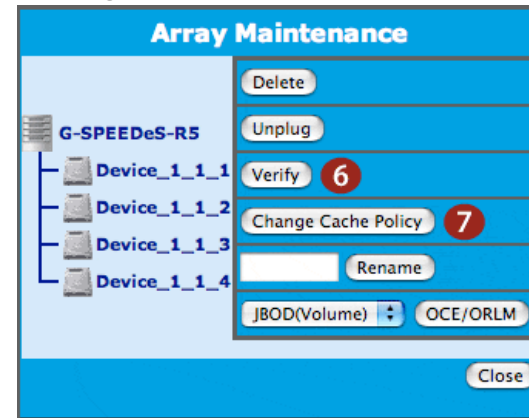 Array Maintenance
Delete
G-SPEEDeS-R5
Unplug
Device_1_1_1
Verify 6
Device_1_1_2
Change Cache Policy 7
Device_1_1_3
Rename
Device_1_1_4
JBOD(Volume) OCE/ORLM
Close